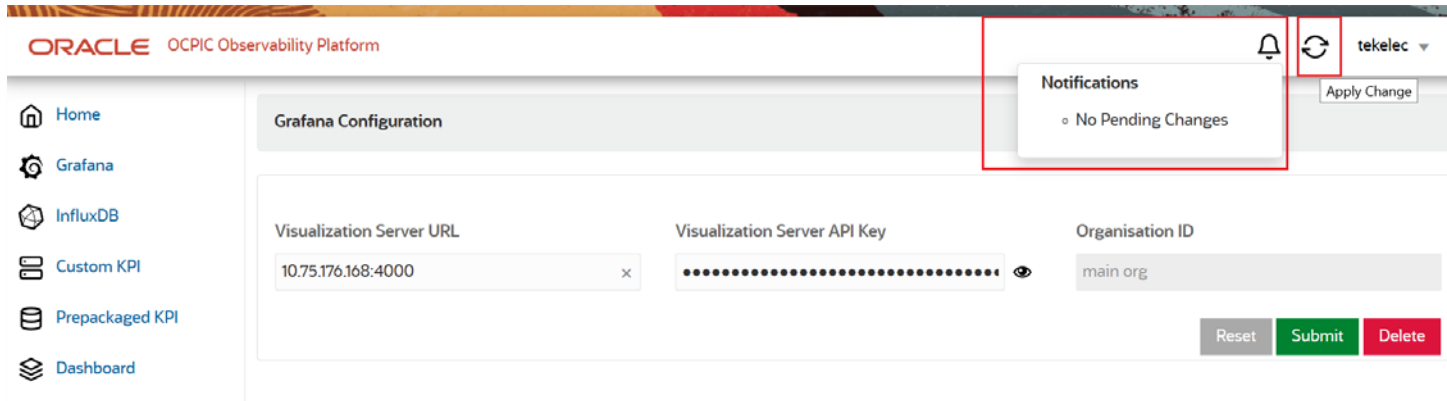 ORACLE OCPIC Observability Platform
tekelec
Notifications
No Pending Changes
Apply Change
Home
Grafana
InfluxDB
Custom KPI
Prepackaged KPI
Dashboard
Grafana Configuration
Visualization Server URL
Visualization Server API Key
Organisation ID
10.75.176.168:4000
main org
Reset
Submit
Delete